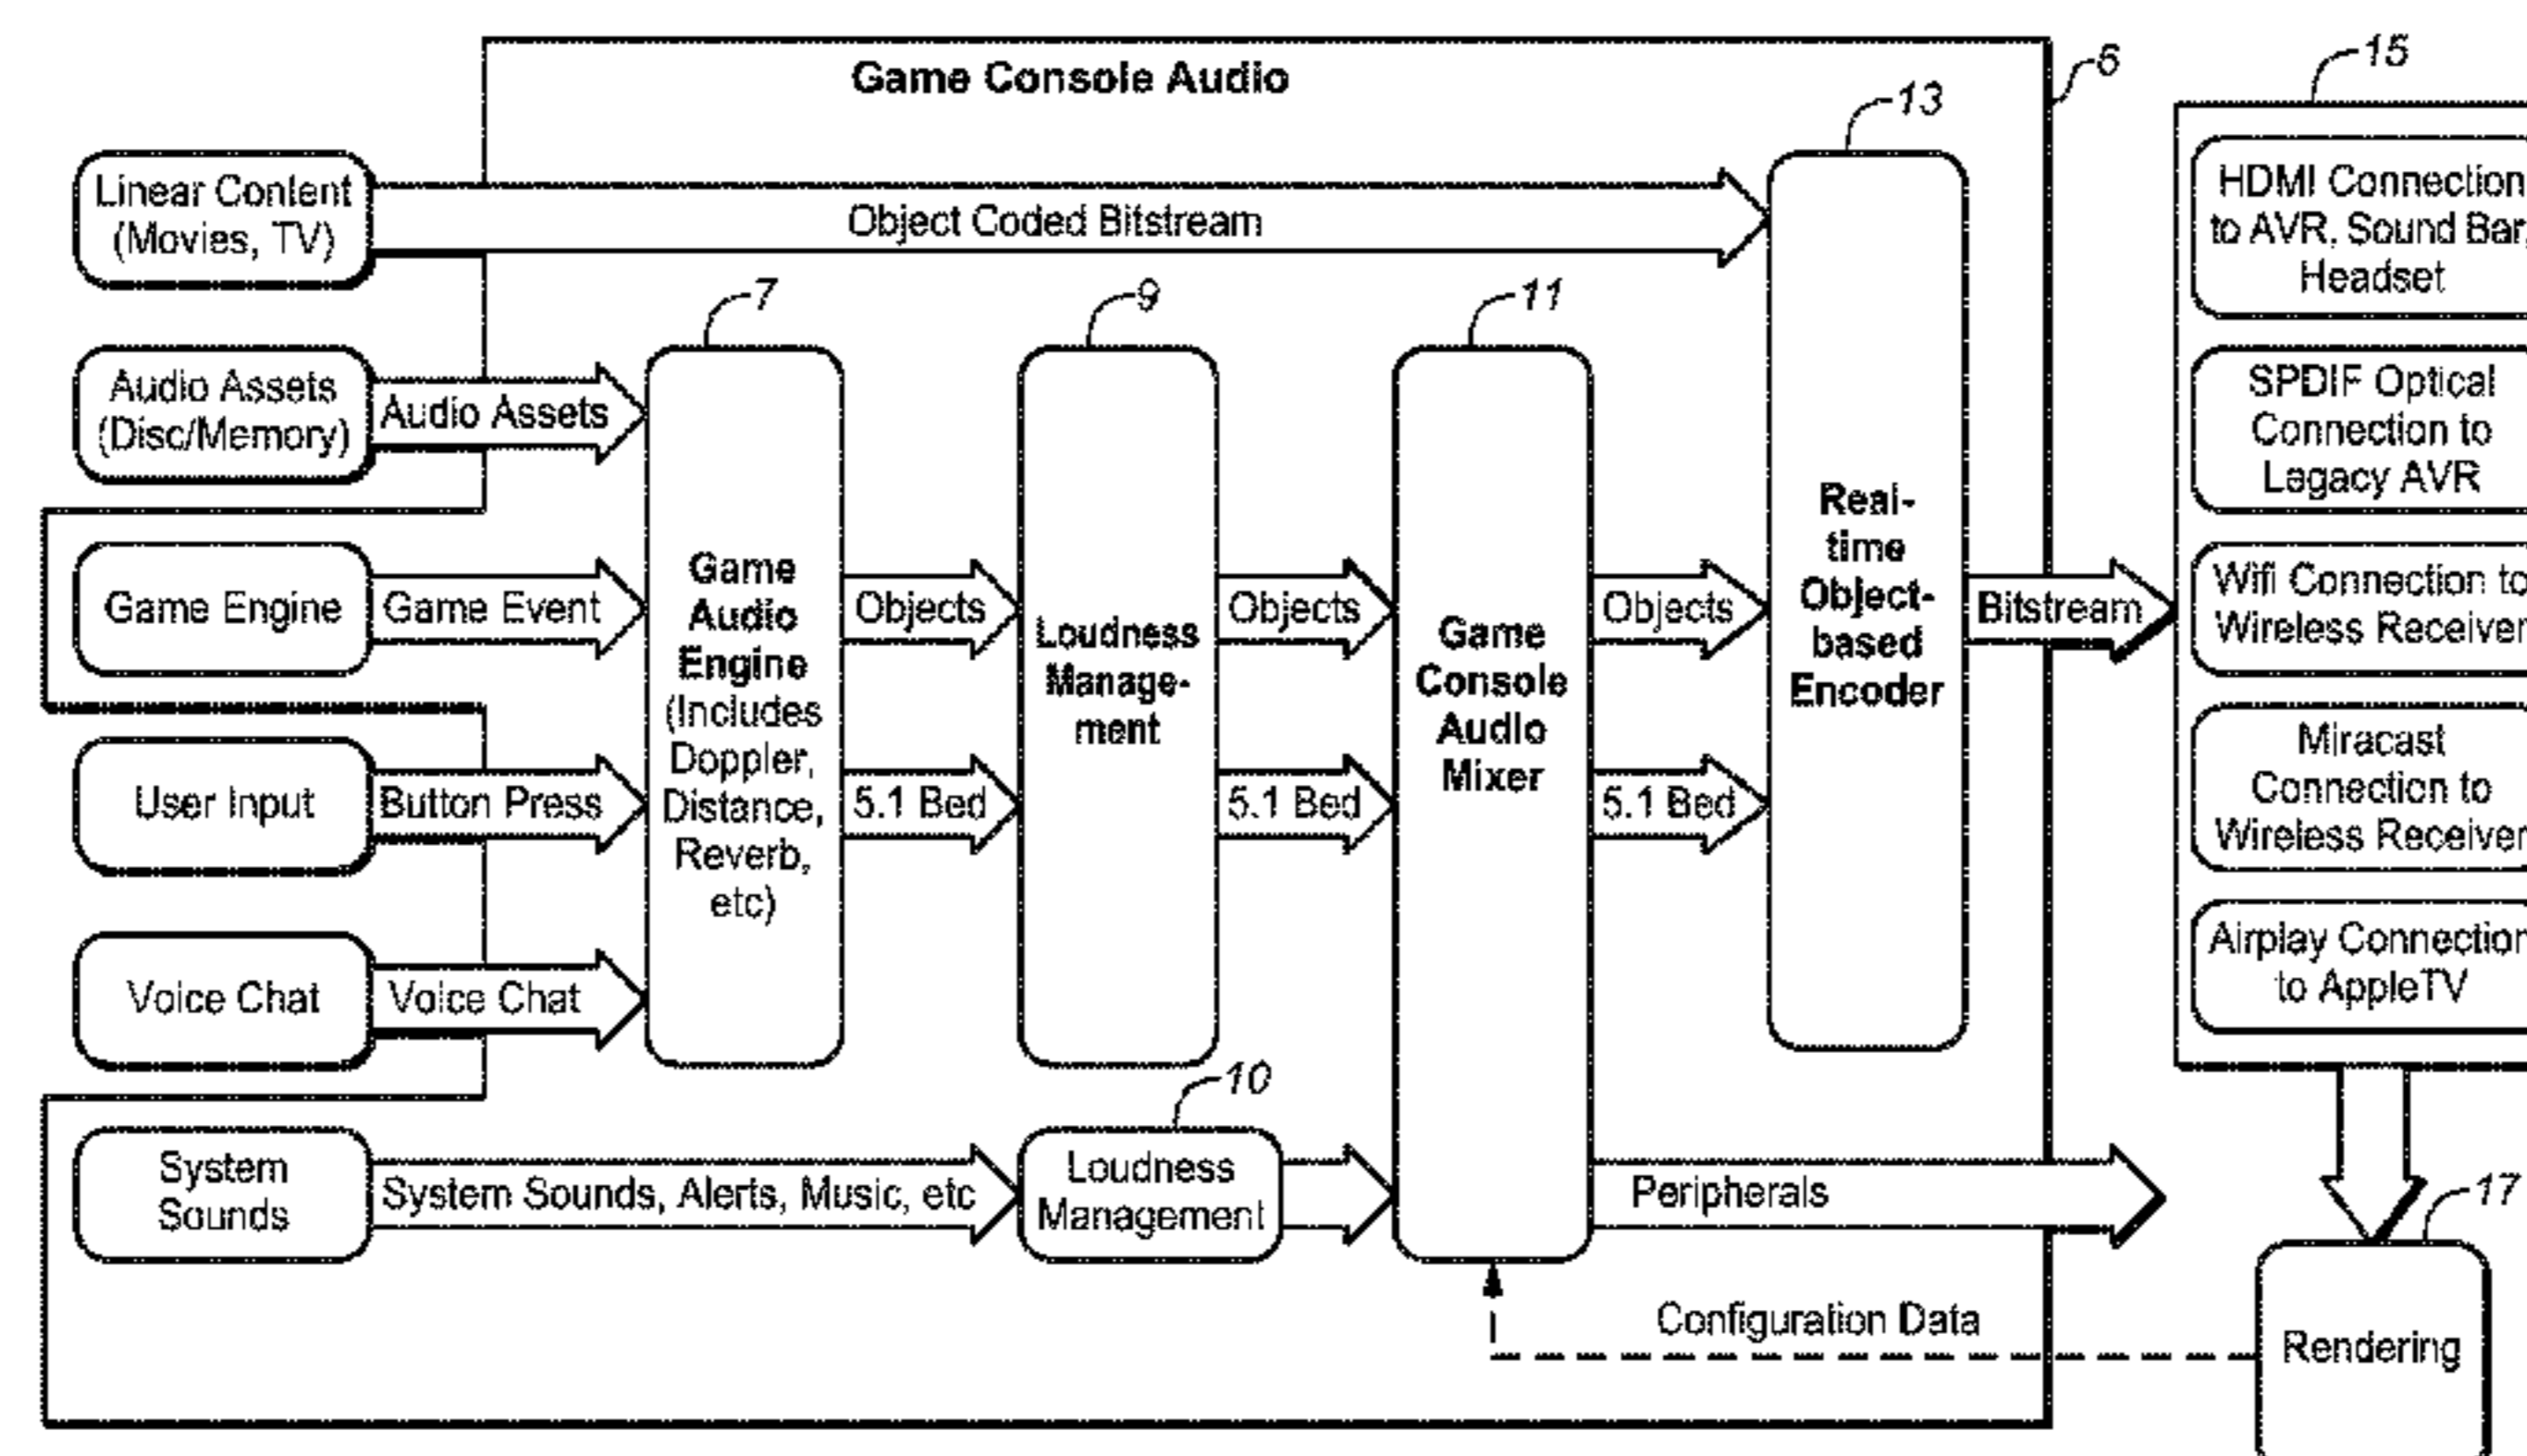 Game Console Audio
6
15
13
Linear Content
(Movies, TV)
Object Coded Bitstream
HDMI Connection
to AVR, Sound Bar,
Headset
7
9
11
Audio Assets
(Disc/Memory)
Audio Assets
SPDIF Optical
Connection to
Legacy AVR
Game Engine
Game Event
Game
Audio
Engine
(Includes
Doppler,
Distance,
Reverb,
etc)
Objects
Loudness
Manage-
ment
Objects
Game
Console
Audio
Mixer
Objects
Real-
time
Object-
based
Encoder
Bitstream
Wifi Connection to
Wireless Receiver
User Input
Button Press
5.1 Bed
5.1 Bed
5.1 Bed
Miracast
Connection to
Wireless Receiver
Voice Chat
Voice Chat
Airplay Connection
to AppleTV
10
System
Sounds
System Sounds, Alerts, Music, etc
Loudness
Management
Peripherals
17
Configuration Data
Rendering